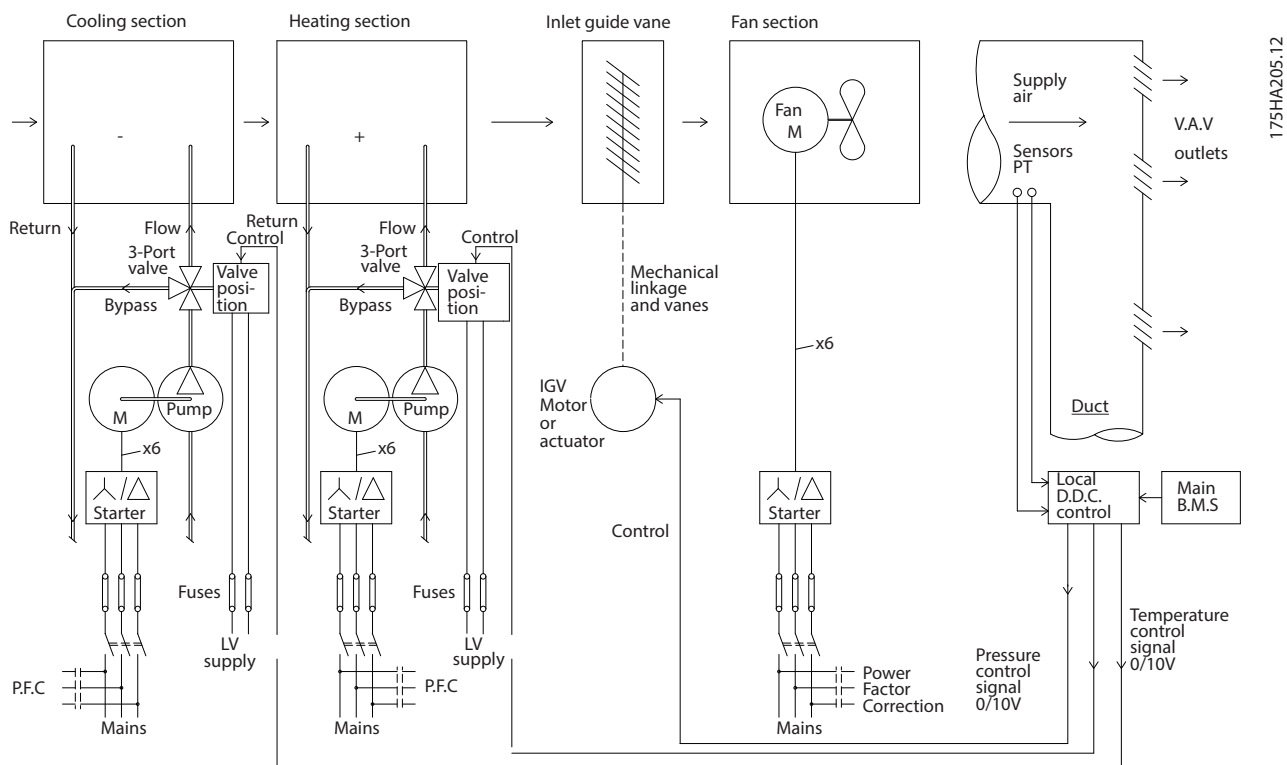 Cooling section
Heating section
Inlet guide vane
Fan section
175HA205.12
-
+
Fan
M
Supply
air
Sensors
PT
V.A.V
outlets
Return
Flow
3-Port
valve
Control
Valve
posi-
tion
Bypass
Return
Flow
3-Port
valve
Control
Valve
posi-
tion
Bypass
Mechanical
linkage
and vanes
x6
M
Pump
x6
M
Pump
x6
IGV
Motor
or
actuator
Duct
Starter
Starter
Starter
Control
Local
D.D.C.
control
Main
B.M.S
Fuses
Fuses
LV
supply
LV
supply
P.F.C
P.F.C
Mains
Mains
Mains
Power
Factor
Correction
Pressure
control
signal
0/10V
Temperature
control
signal
0/10V